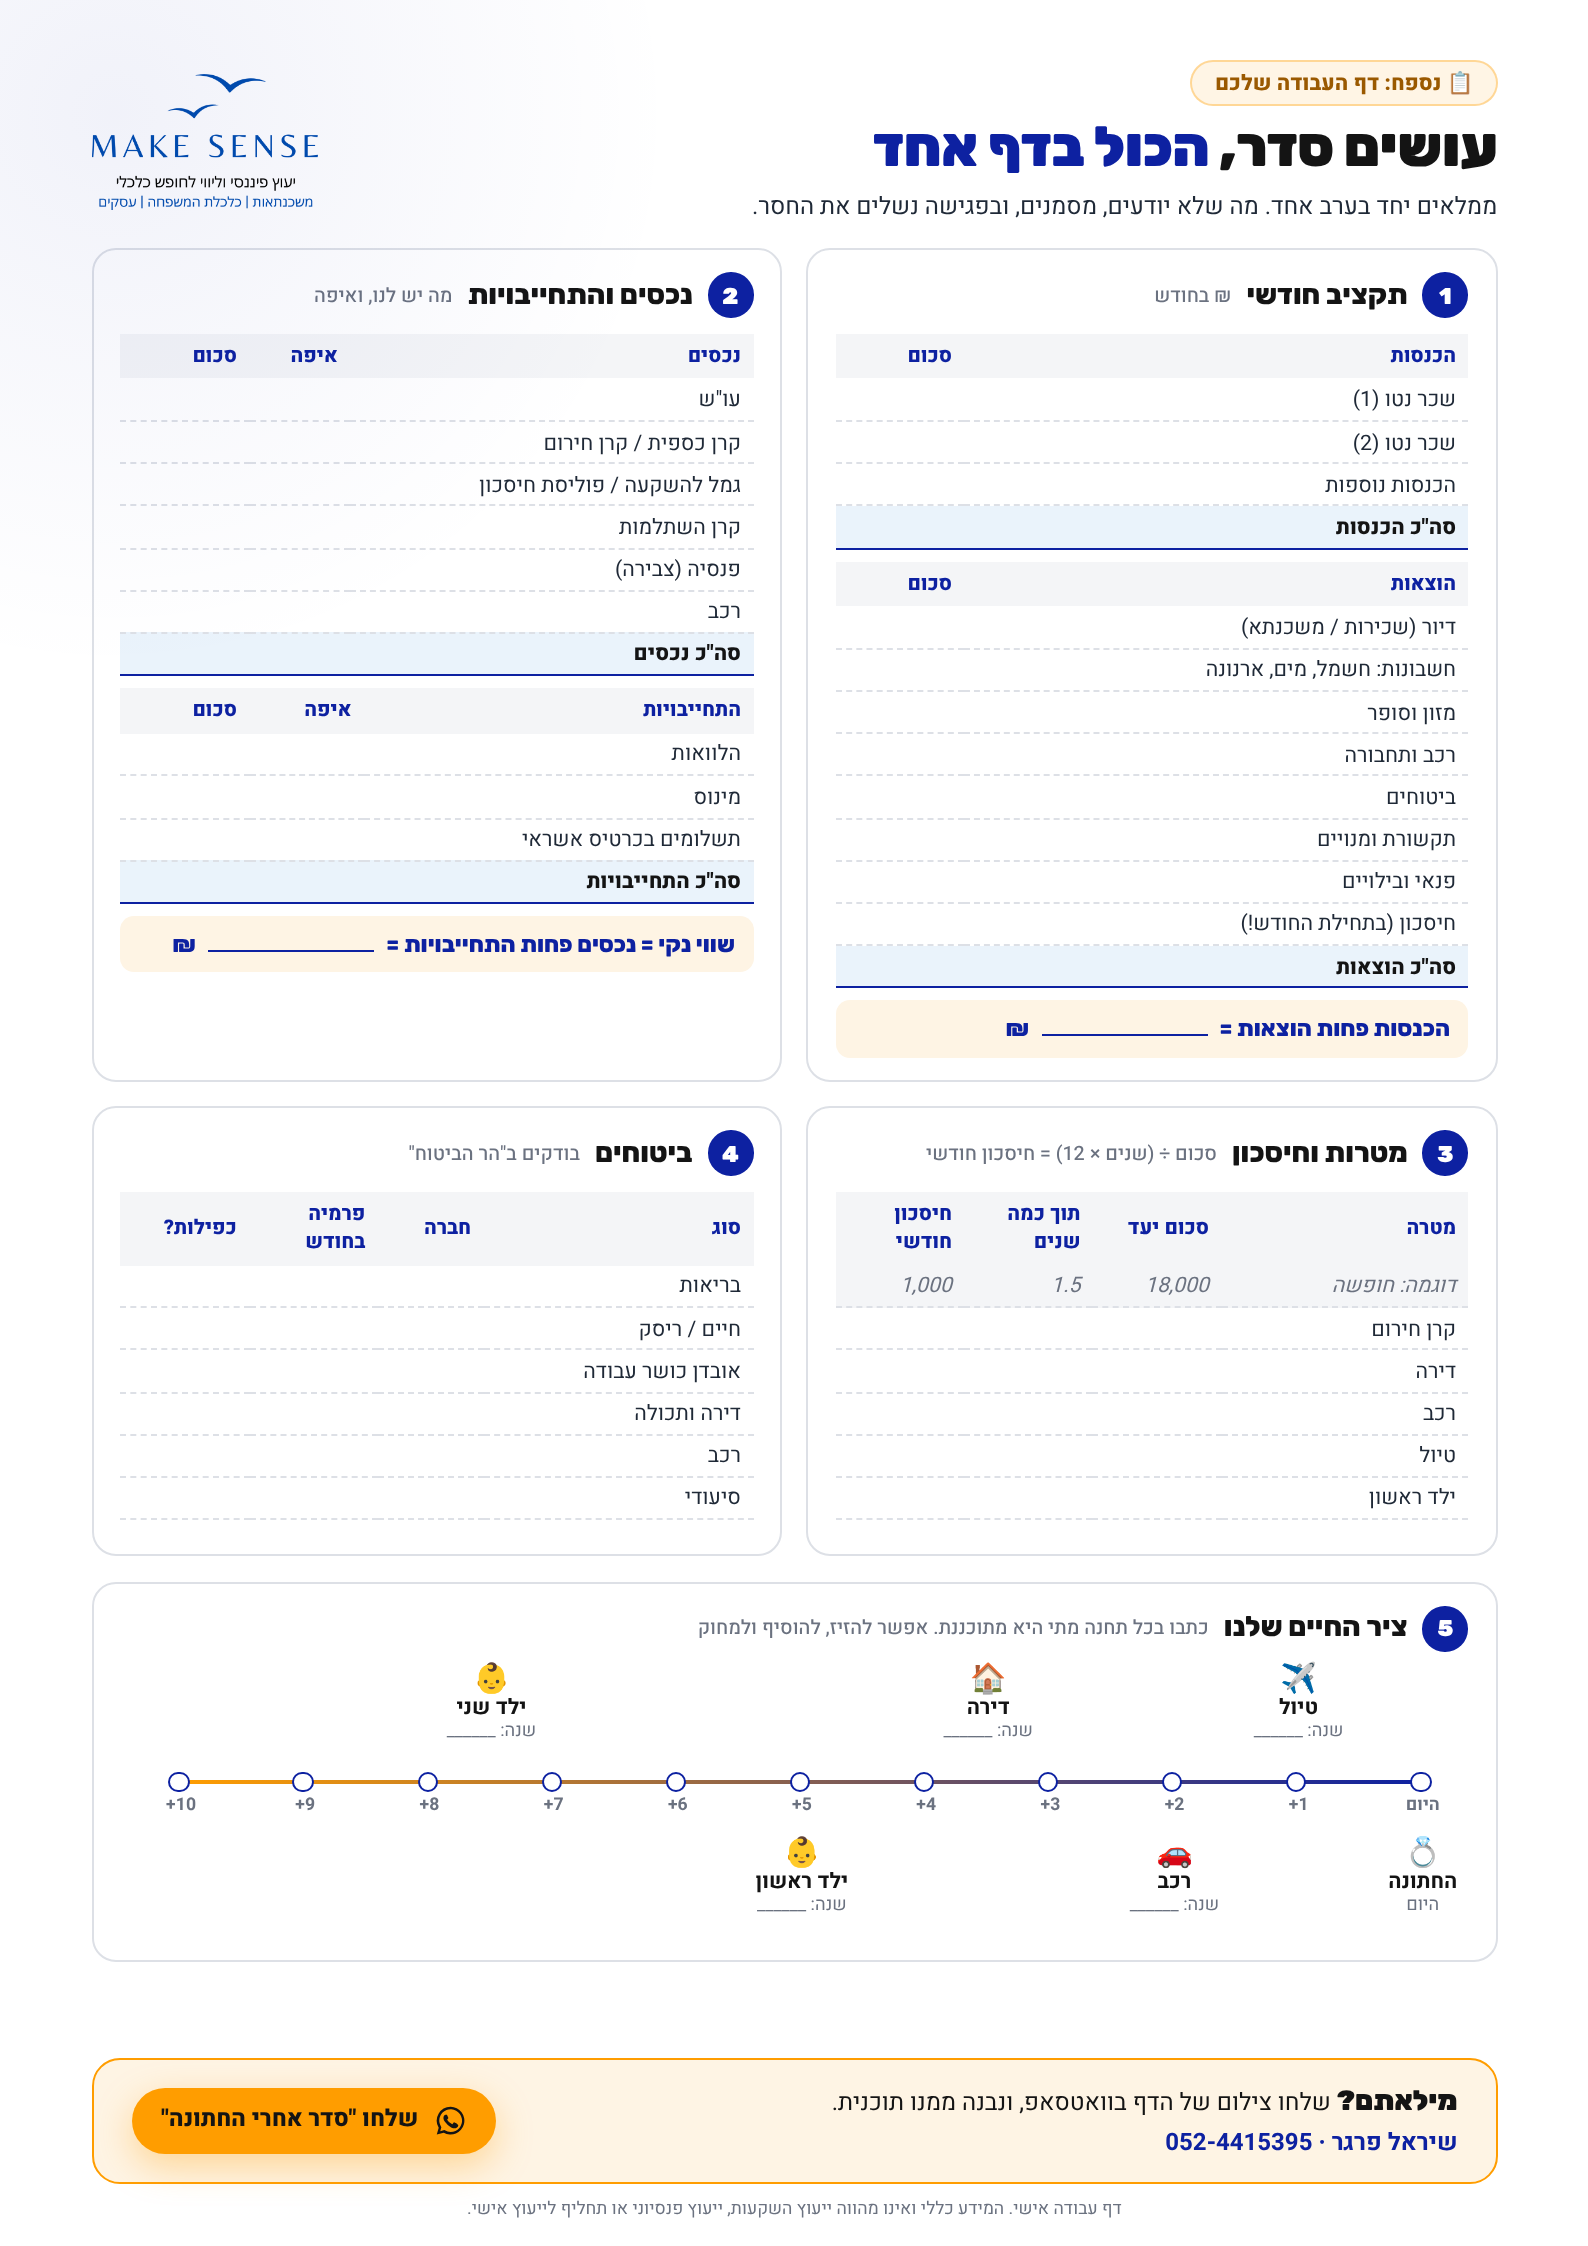 📋 נספח: דף העבודה שלכם
עושים סדר, הכול בדף אחד
ממלאים יחד בערב אחד. מה שלא יודעים, מסמנים, ובפגישה נשלים את החסר.
MAKE SENSE
יעוץ פיננסי וליווי לחופש כלכלי
משכנתאות | כלכלת המשפחה | עסקים
1 תקציב חודשי ₪ בחודש
הכנסות סכום
שכר נטו (1)
שכר נטו (2)
הכנסות נוספות
סה"כ הכנסות
הוצאות סכום
דיור (שכירות / משכנתא)
חשבונות: חשמל, מים, ארנונה
מזון וסופר
רכב ותחבורה
ביטוחים
תקשורת ומנויים
פנאי ובילויים
חיסכון (בתחילת החודש!)
סה"כ הוצאות
הכנסות פחות הוצאות = ₪
2 נכסים והתחייבויות מה יש לנו, ואיפה
נכסים איפה סכום
עו"ש
קרן כספית / קרן חירום
גמל להשקעה / פוליסת חיסכון
קרן השתלמות
פנסיה (צבירה)
רכב
סה"כ נכסים
התחייבויות איפה סכום
הלוואות
מינוס
תשלומים בכרטיס אשראי
סה"כ התחייבויות
שווי נקי = נכסים פחות התחייבויות = ₪
3 מטרות וחיסכון סכום ÷ (שנים × 12) = חיסכון חודשי
מטרה סכום יעד תוך כמה שנים חיסכון חודשי
דוגמה: חופשה 18,000 1.5 1,000
קרן חירום
דירה
רכב
טיול
ילד ראשון
4 ביטוחים בודקים ב"הר הביטוח"
סוג חברה פרמיה בחודש כפילות?
בריאות
חיים / ריסק
אובדן כושר עבודה
דירה ותכולה
רכב
סיעודי
5 ציר החיים שלנו כתבו בכל תחנה מתי היא מתוכננת. אפשר להזיז, להוסיף ולמחוק
✈️ 🏠 👶
טיול דירה ילד שני
שנה: ______ שנה: ______ שנה: ______
היום +1 +2 +3 +4 +5 +6 +7 +8 +9 +10
💍 🚗 👶
החתונה רכב ילד ראשון
היום שנה: ______ שנה: ______
מילאתם? שלחו צילום של הדף בוואטסאפ, ונבנה ממנו תוכנית.
שיראל פרגר · 052-4415395
שלחו "סדר אחרי החתונה"
דף עבודה אישי. המידע כללי ואינו מהווה ייעוץ השקעות, ייעוץ פנסיוני או תחליף לייעוץ אישי.